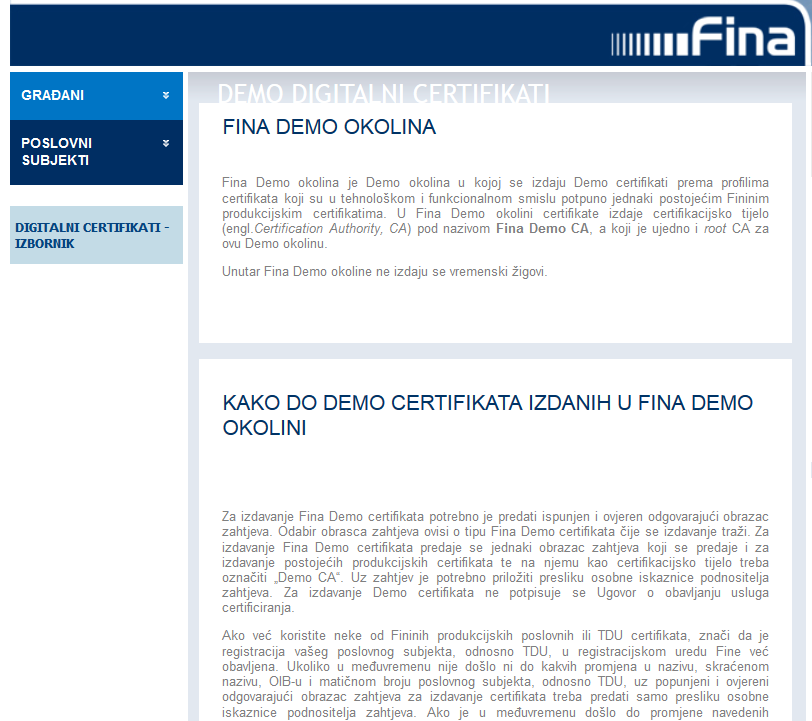 Fina
GRAĐANI
POSLOVNI
SUBJEKTI
DIGITALNI CERTIFIKATI -
IZBORNIK
DEMO DIGITALNI CERTIFIKATI
FINA DEMO OKOLINA
Fina Demo okolina je Demo okolina u kojoj se izdaju Demo certifikati prema profilima
certifikata koji su u tehnološkom i funkcionalnom smislu potpuno jednaki postojećim Fininim
produkcijskim certifikatima. U Fina Demo okolini certifikate izdaje certifikacijsko tijelo
(engl.Certification Authority, CA) pod nazivom Fina Demo CA, a koji je ujedno i root CA za
ovu Demo okolinu.
Unutar Fina Demo okoline ne izdaju se vremenski žigovi.
KAKO DO DEMO CERTIFIKATA IZDANIH U FINA DEMO
OKOLINI
Za izdavanje Fina Demo certifikata potrebno je predati ispunjen i ovjeren odgovarajući obrazac
zahtjeva. Odabir obrasca zahtjeva ovisi o tipu Fina Demo certifikata čije se izdavanje traži. Za
izdavanje Fina Demo certifikata predaje se jednaki obrazac zahtjeva koji se predaje i za
izdavanje postojećih produkcijskih certifikata te na njemu kao certifikacijsko tijelo treba
označiti „Demo CA“. Uz zahtjev je potrebno priložiti presliku osobne iskaznice podnositelja
zahtjeva. Za izdavanje Demo certifikata ne potpisuje se Ugovor o obavljanju usluga
certificiranja.
Ako već koristite neke od Fininih produkcijskih poslovnih ili TDU certifikata, znači da je
registracija vašeg poslovnog subjekta, odnosno TDU, u registracijskom uredu Fine već
obavljena. Ukoliko u međuvremenu nije došlo ni do kakvih promjena u nazivu, skraćenom
nazivu, OIB-u i matičnom broju poslovnog subjekta, odnosno TDU, uz popunjeni i ovjereni
odgovarajući obrazac zahtjeva za izdavanje certifikata treba predati samo presliku osobne
iskaznice podnositelja zahtjeva. Ako je u međuvremenu došlo do promjene navedenih